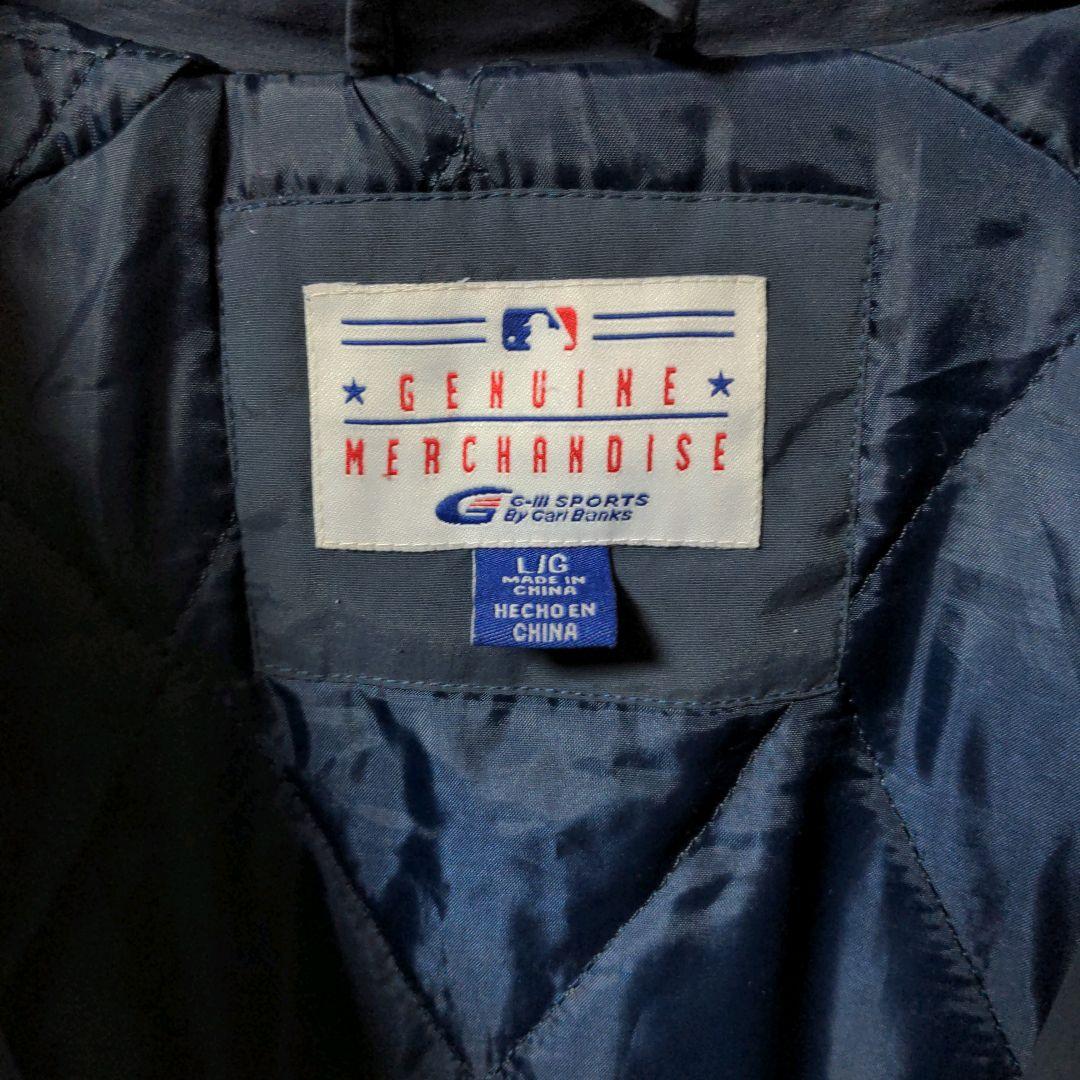 GENUINE
MERCHANDISE
G-III SPORTS
By Carl Banks
L/G
MADE IN
CHINA
HECHO EN
CHINA